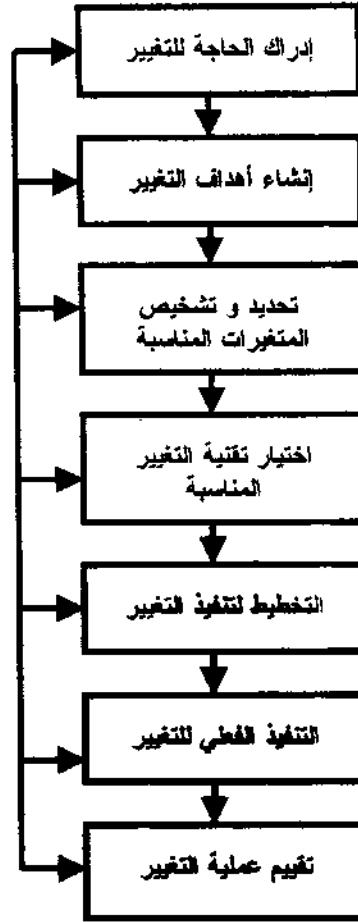 إدراك الحاجة للتغيير
إنشاء أهداف التغيير
تحديد و تشخيص
المتغيرات المناسبة
اختيار تقنية التغيير
المناسبة
التخطيط لتنفيذ التغيير
التنفيذ الفعلي للتغيير
تقييم عملية التغيير